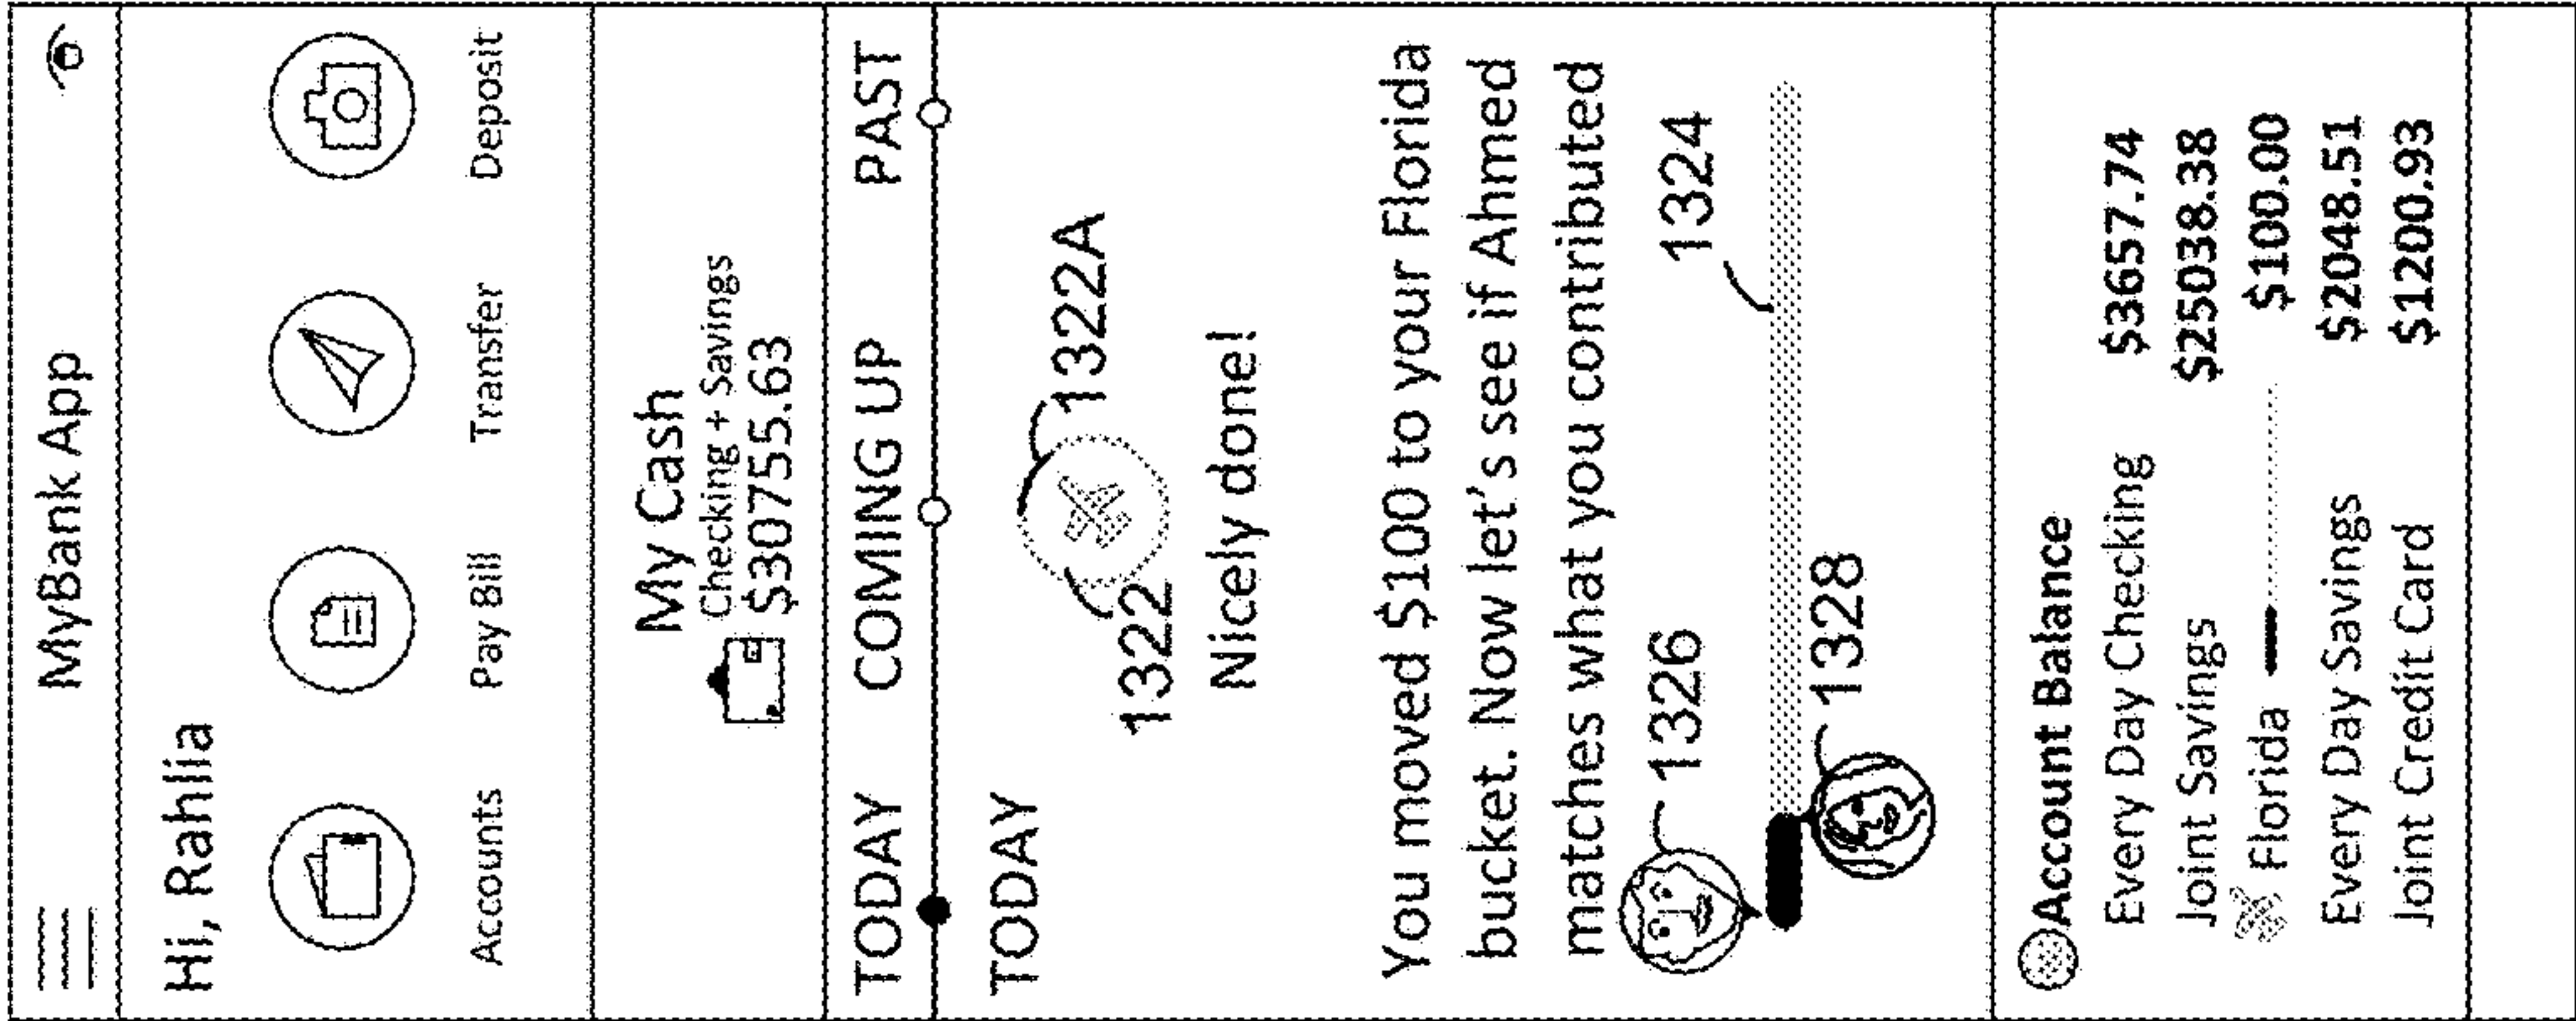 MyBank App
Hi, Rahlia
Accounts Pay Bill Transfer Deposit
My Cash
Checking + Savings
$30755.63
TODAY COMING UP PAST
TODAY
1322A
1322
Nicely done!
You moved $100 to your Florida
bucket. Now let's see if Ahmed
matches what you contributed
1326 1324
1328
Account Balance
Every Day Checking $3657.74
Joint Savings $25038.38
Florida $100.00
Every Day Savings $2048.51
Joint Credit Card $1200.93